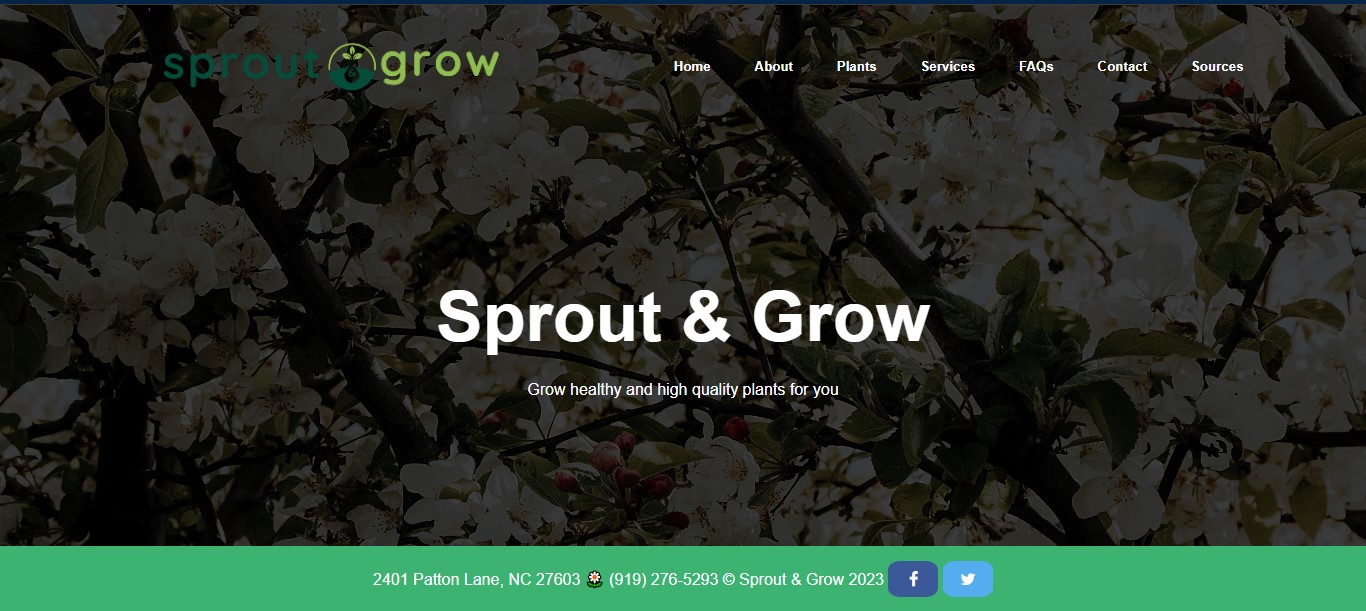 sprout grow
Home About Plants Services FAQs Contact Sources
Sprout & Grow
Grow healthy and high quality plants for you
2401 Patton Lane, NC 27603 (919) 276-5293 © Sprout & Grow 2023